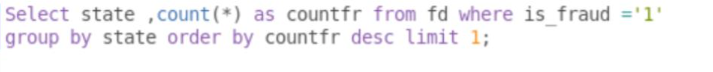 Select state ,count(*) as countfr from fd where is_fraud ='1'
group by state order by countfr desc limit 1;